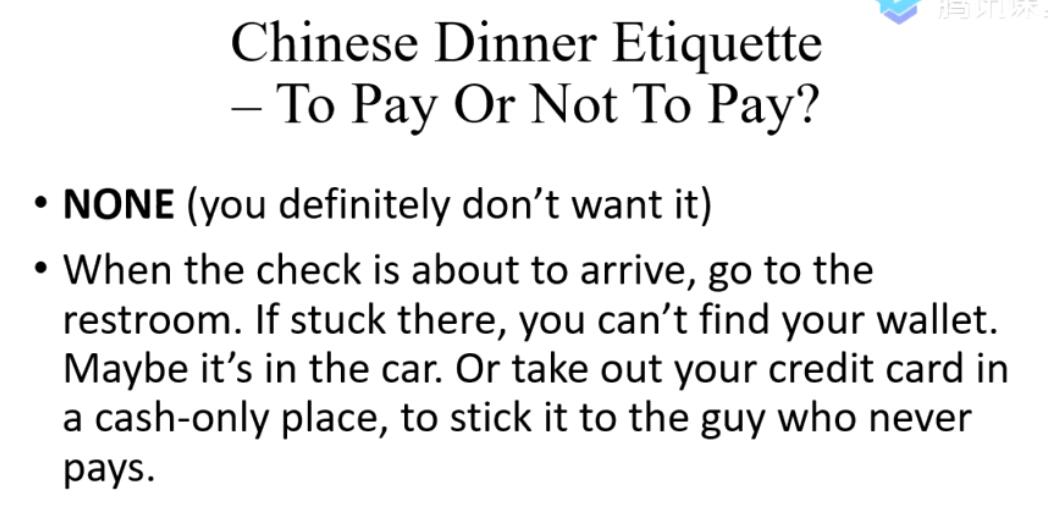 Chinese Dinner Etiquette
– To Pay Or Not To Pay?
• NONE (you definitely don’t want it)
• When the check is about to arrive, go to the
restroom. If stuck there, you can’t find your wallet.
Maybe it’s in the car. Or take out your credit card in
a cash-only place, to stick it to the guy who never
pays.